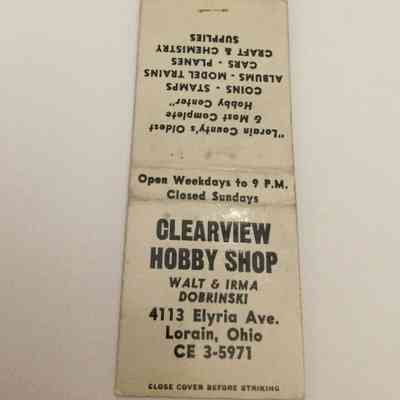 "Lorain County's Oldest
& Most Complete
Hobby Center"
COINS - STAMPS
ALBUMS - MODEL TRAINS
CARS - PLANES
CRAFT & CHEMISTRY
SUPPLIES
Open Weekdays to 9 P.M.
Closed Sundays
CLEARVIEW
HOBBY SHOP
WALT & IRMA
DOBRINSKI
4113 Elyria Ave.
Lorain, Ohio
CE 3-5971
CLOSE COVER BEFORE STRIKING